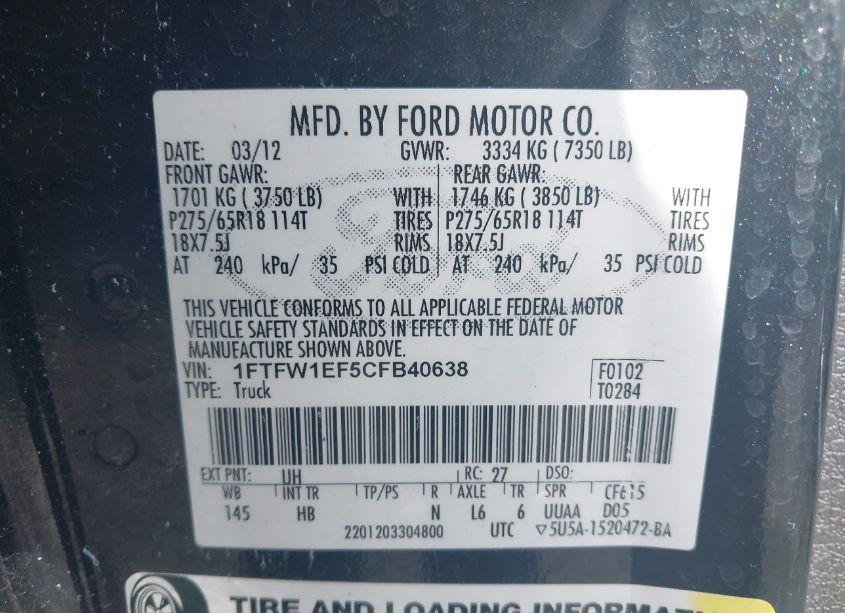 MFD. BY FORD MOTOR CO.
DATE: 03/12 GVWR: 3334 KG ( 7350 LB)
FRONT GAWR: REAR GAWR:
1701 KG ( 3750 LB) WITH 1746 KG ( 3850 LB) WITH
P275/65R18 114T TIRES P275/65R18 114T TIRES
18X7.5J RIMS 18X7.5J RIMS
AT 240 kPa/ 35 PSI COLD AT 240 kPa/ 35 PSI COLD
Ford
THIS VEHICLE CONFORMS TO ALL APPLICABLE FEDERAL MOTOR
VEHICLE SAFETY STANDARDS IN EFFECT ON THE DATE OF
MANUFACTURE SHOWN ABOVE.
VIN: 1FTFW1EF5CFB40638 F0102
TYPE: Truck T0284
EXT PNT: UH RC: 27 DSO:
WB INT TR TP/PS R AXLE TR SPR
145 HB N L6 6 UUAA D05
2201203304800 UTC ▽5U5A-1520472-BA
TIRE AND LOADING